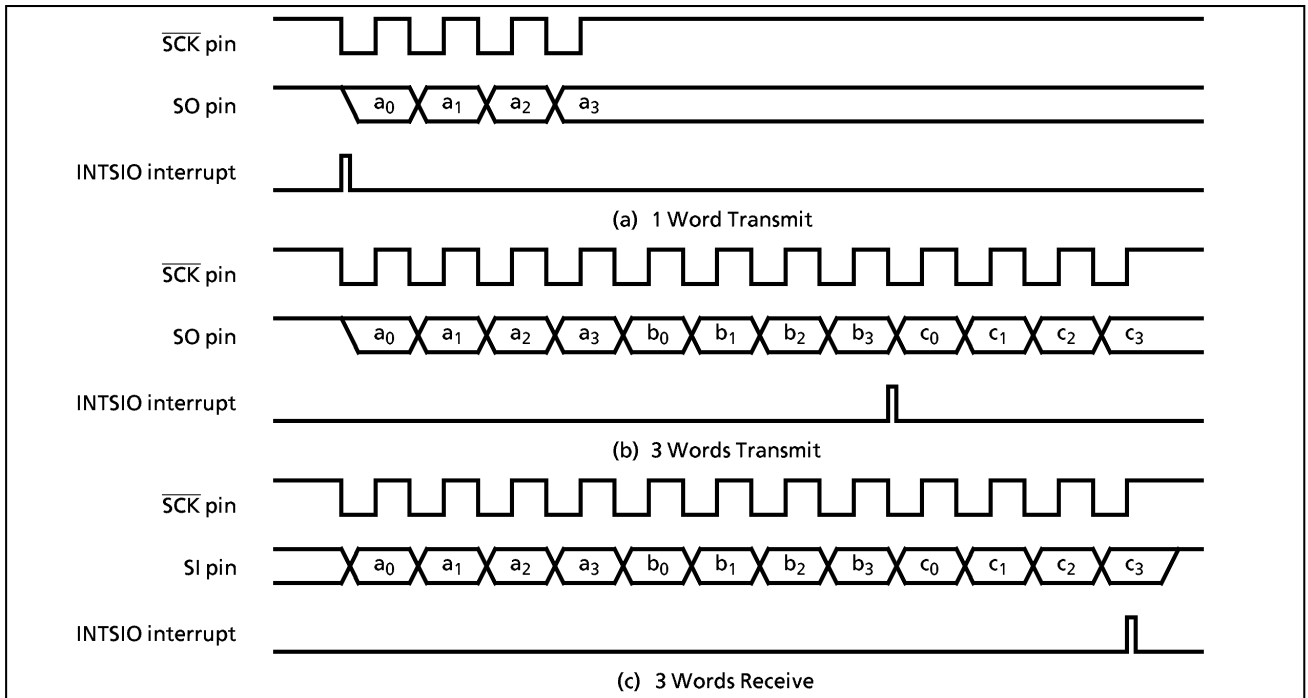 SCK pin
SO pin
a0 a1 a2 a3
INTSIO interrupt
(a) 1 Word Transmit
SCK pin
SO pin
a0 a1 a2 a3 b0 b1 b2 b3 c0 c1 c2 c3
INTSIO interrupt
(b) 3 Words Transmit
SCK pin
SI pin
a0 a1 a2 a3 b0 b1 b2 b3 c0 c1 c2 c3
INTSIO interrupt
(c) 3 Words Receive